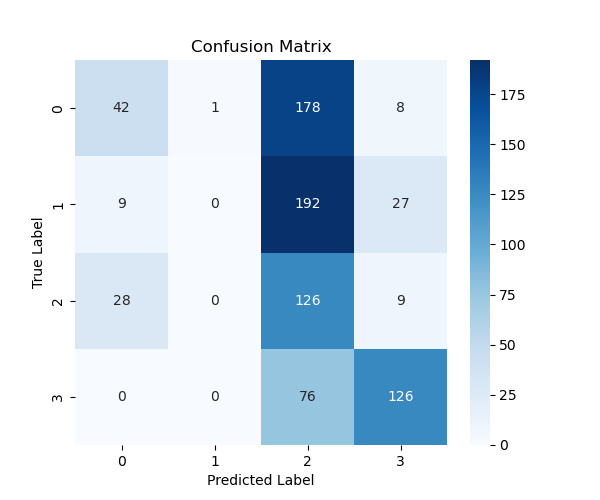 Confusion Matrix
0 42 1 178 8
1 9 0 192 27
2 28 0 126 9
3 0 0 76 126
0 1 2 3
Predicted Label
True Label
175
150
125
100
75
50
25
0